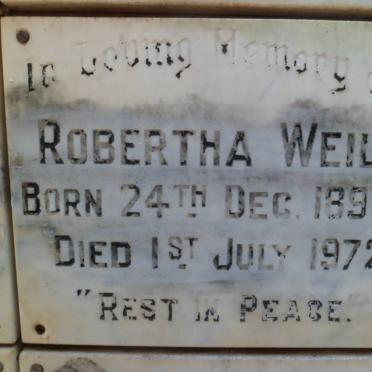 In Loving Memory
ROBERTHA WEIL
BORN 24TH DEC. 189
DIED 1ST JULY 1972
"REST IN PEACE."